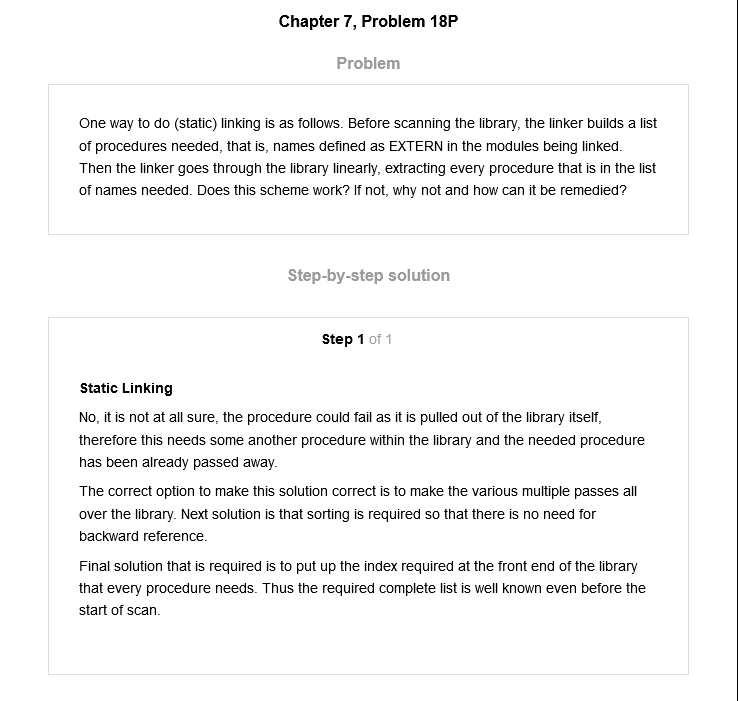 Chapter 7, Problem 18P
Problem
One way to do (static) linking is as follows. Before scanning the library, the linker builds a list
of procedures needed, that is, names defined as EXTERN in the modules being linked.
Then the linker goes through the library linearly, extracting every procedure that is in the list
of names needed. Does this scheme work? If not, why not and how can it be remedied?
Step-by-step solution
Step 1 of 1
Static Linking
No, it is not at all sure, the procedure could fail as it is pulled out of the library itself,
therefore this needs some another procedure within the library and the needed procedure
has been already passed away.
The correct option to make this solution correct is to make the various multiple passes all
over the library. Next solution is that sorting is required so that there is no need for
backward reference.
Final solution that is required is to put up the index required at the front end of the library
that every procedure needs. Thus the required complete list is well known even before the
start of scan.